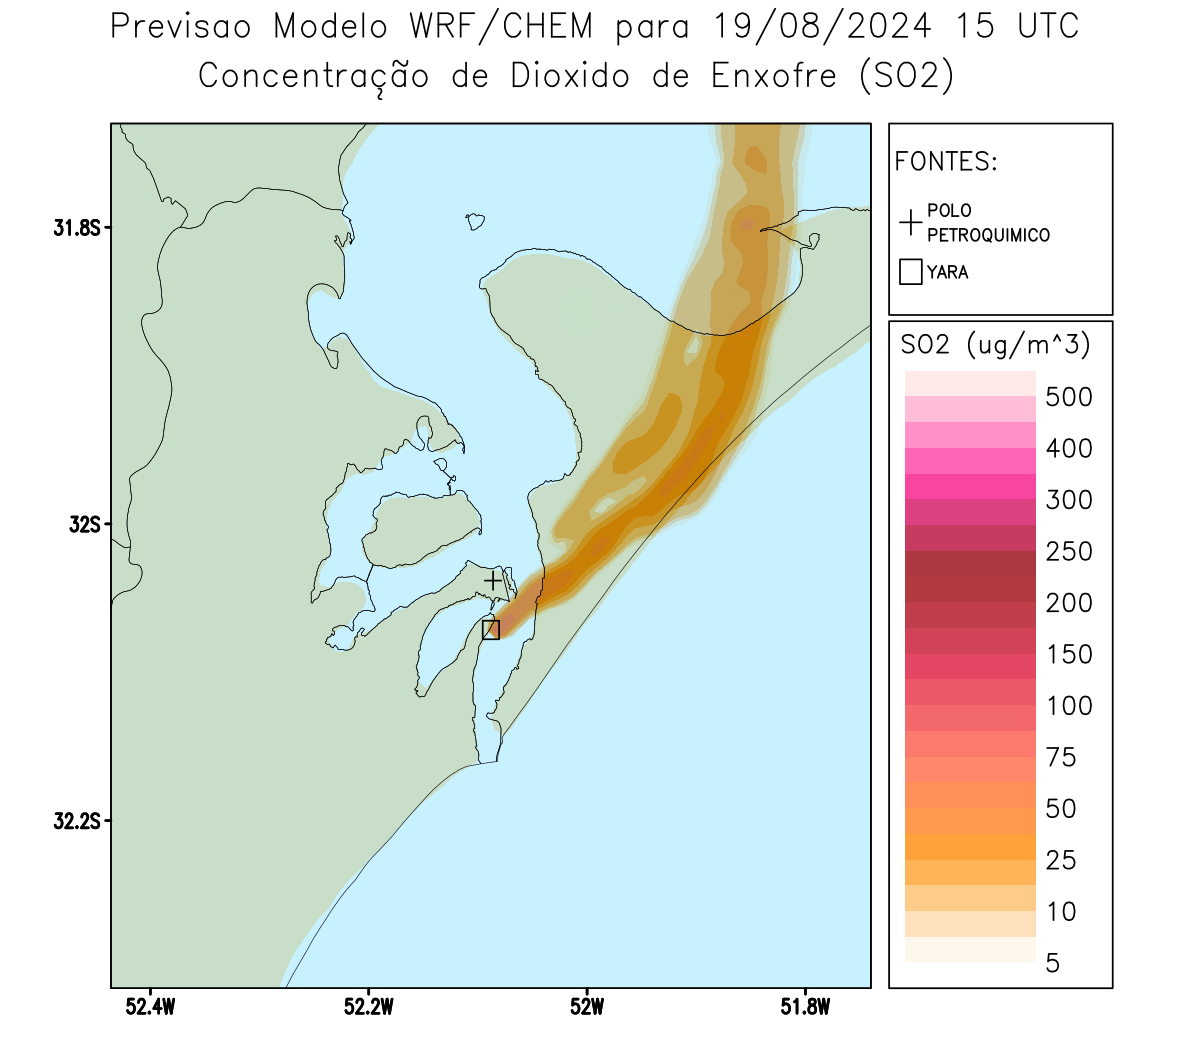 Previsao Modelo WRF/CHEM para 19/08/2024 15 UTC
Concentração de Dioxido de Enxofre (SO2)
FONTES:
POLO
PETROQUIMICO
YARA
SO2 (ug/m^3)
500
400
300
250
200
150
100
75
50
25
10
5
31.8S
32S
32.2S
52.4W
52.2W
52W
51.8W